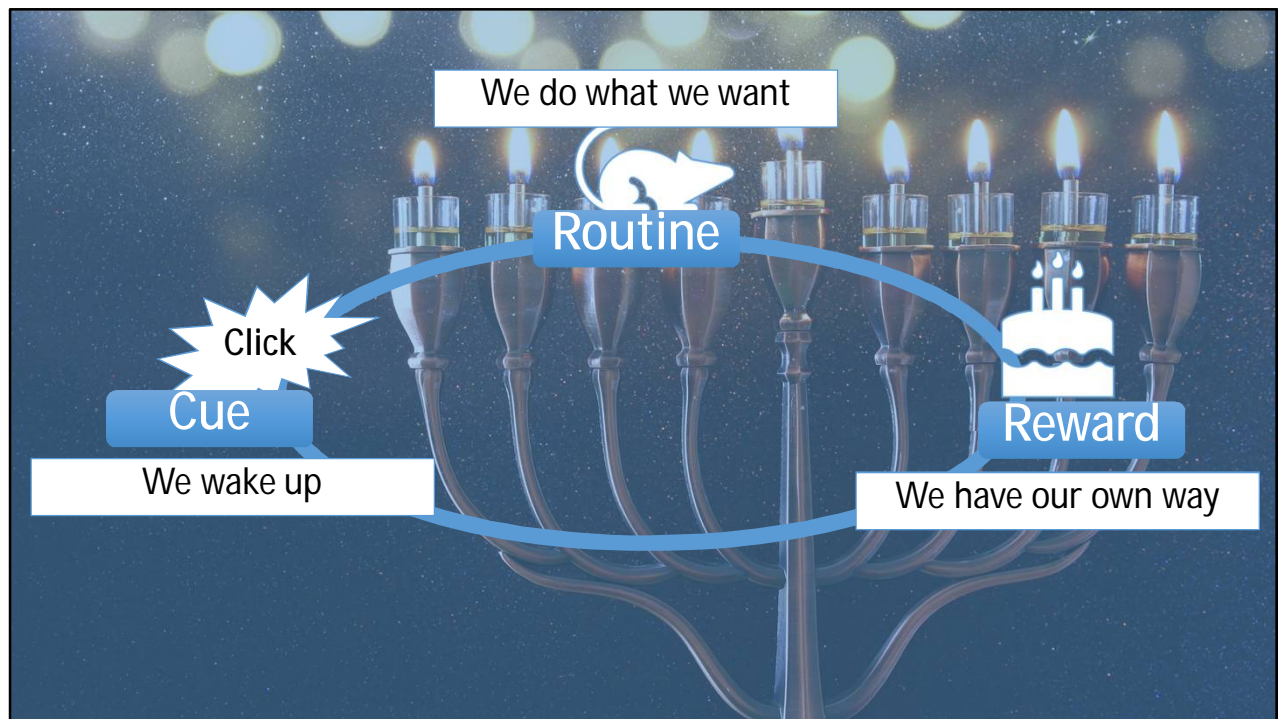 We do what we want
Routine
Click
Cue
Reward
We wake up
We have our own way